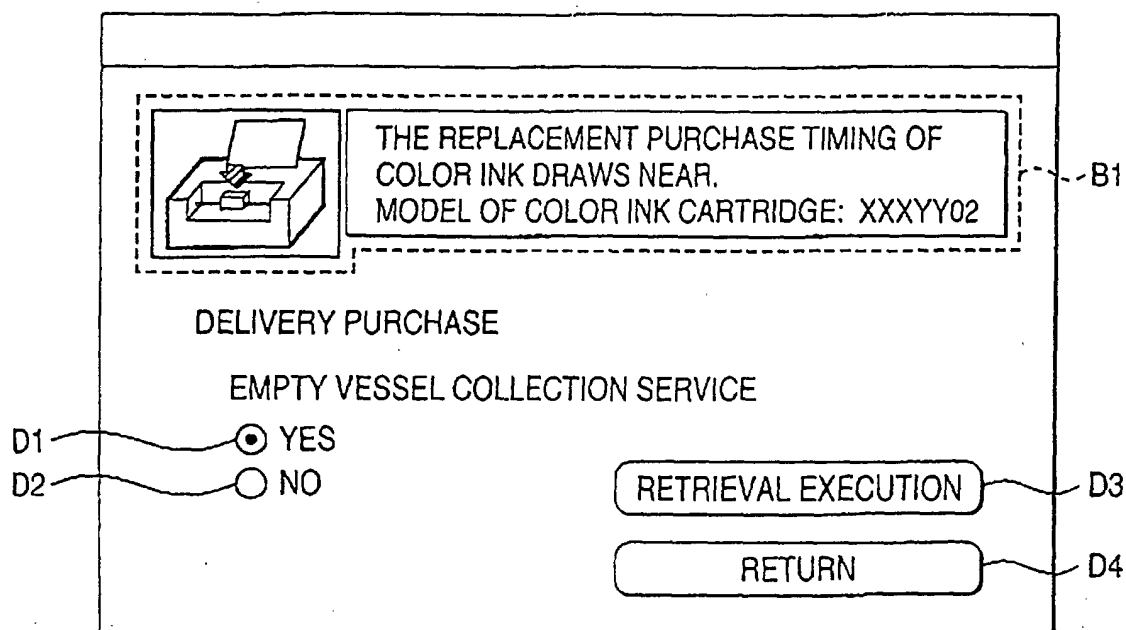 THE REPLACEMENT PURCHASE TIMING OF
COLOR INK DRAWS NEAR.
MODEL OF COLOR INK CARTRIDGE: XXXYY02
B1
DELIVERY PURCHASE
EMPTY VESSEL COLLECTION SERVICE
D1 YES
D2 NO
RETRIEVAL EXECUTION D3
RETURN D4